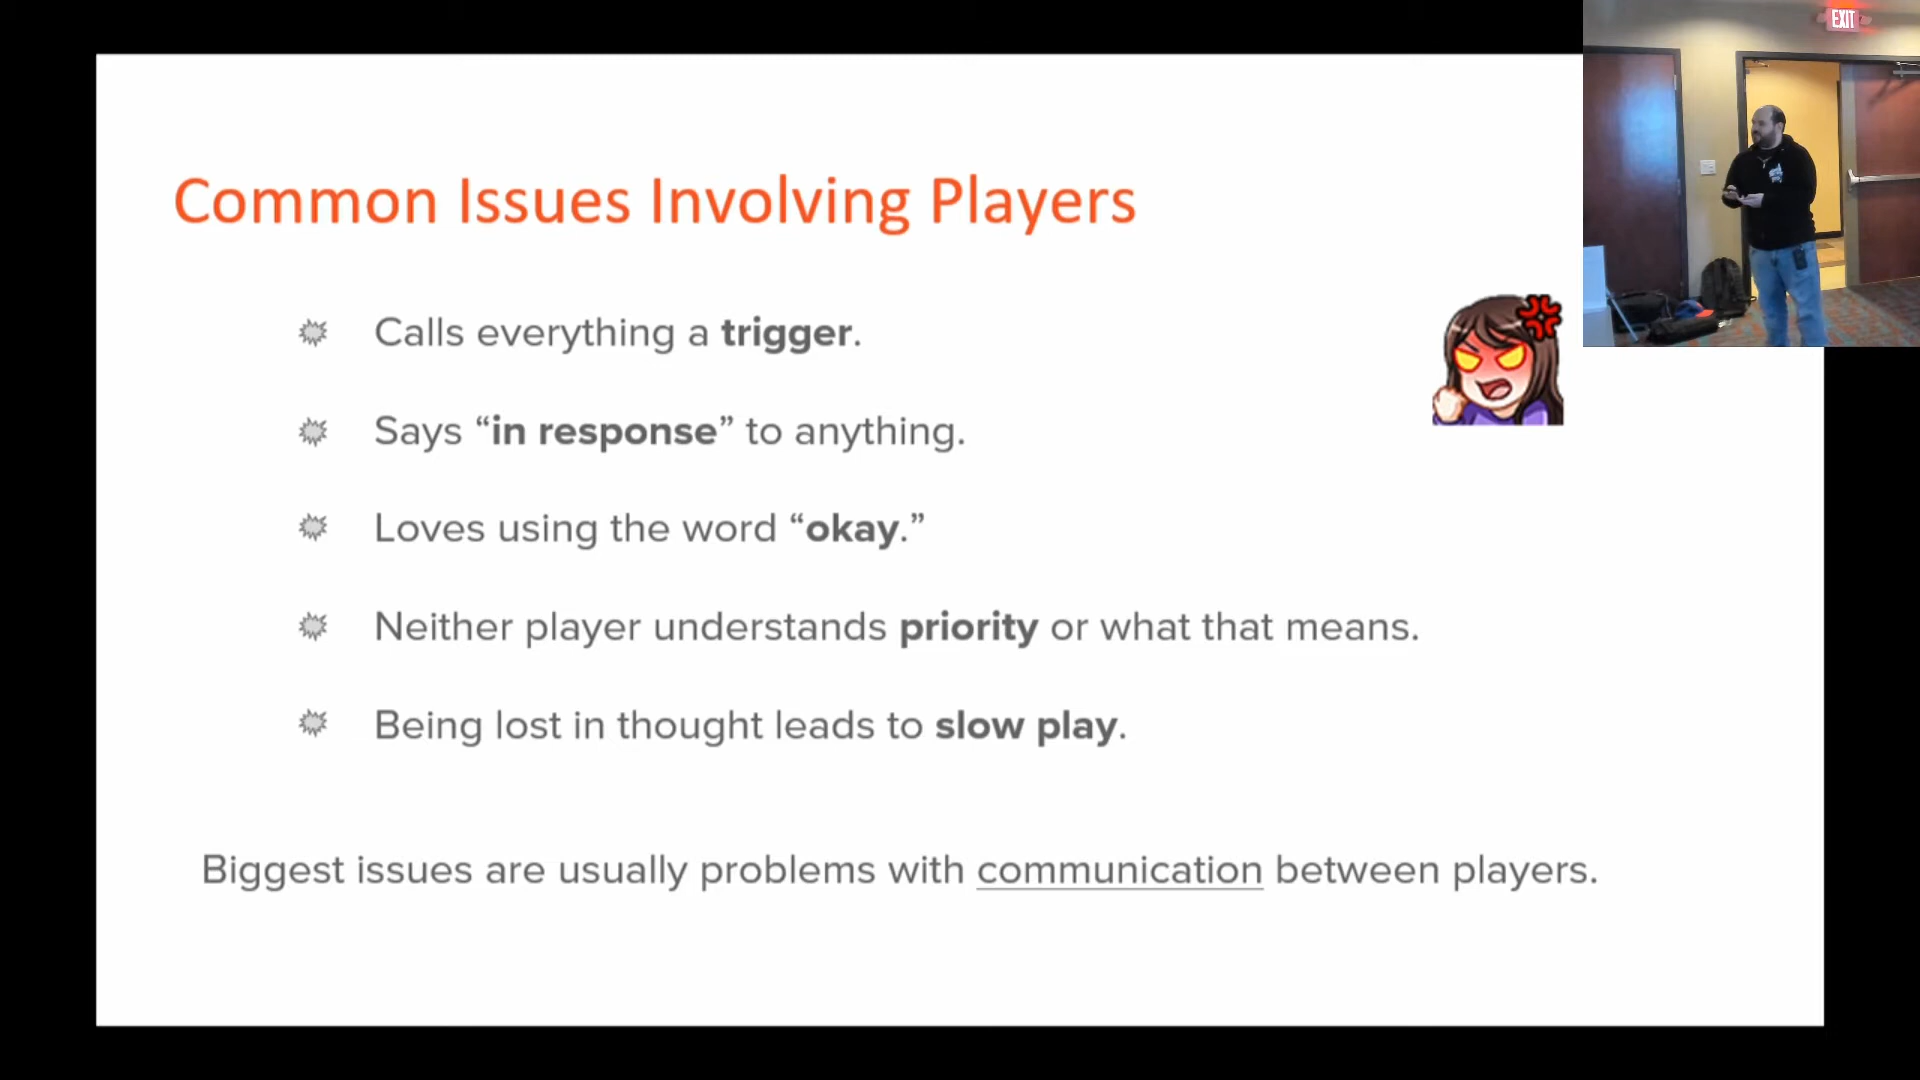 Common Issues Involving Players
Calls everything a trigger.
Says “in response” to anything.
Loves using the word “okay.”
Neither player understands priority or what that means.
Being lost in thought leads to slow play.
Biggest issues are usually problems with communication between players.
EXIT